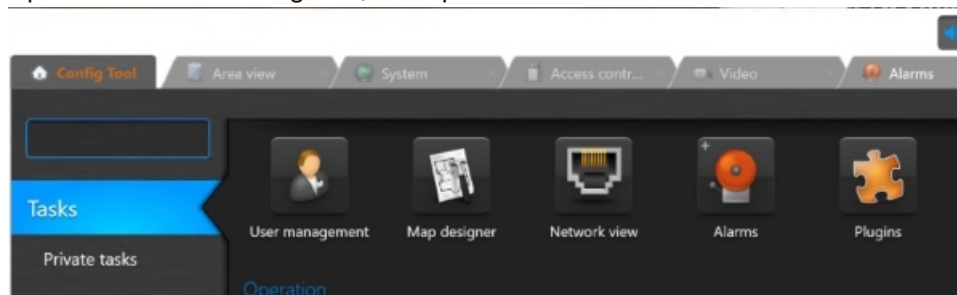 Config Tool
Area view
System
Access contr...
Video
Alarms
Tasks
User management
Map designer
Network view
Alarms
Plugins
Private tasks
Operation